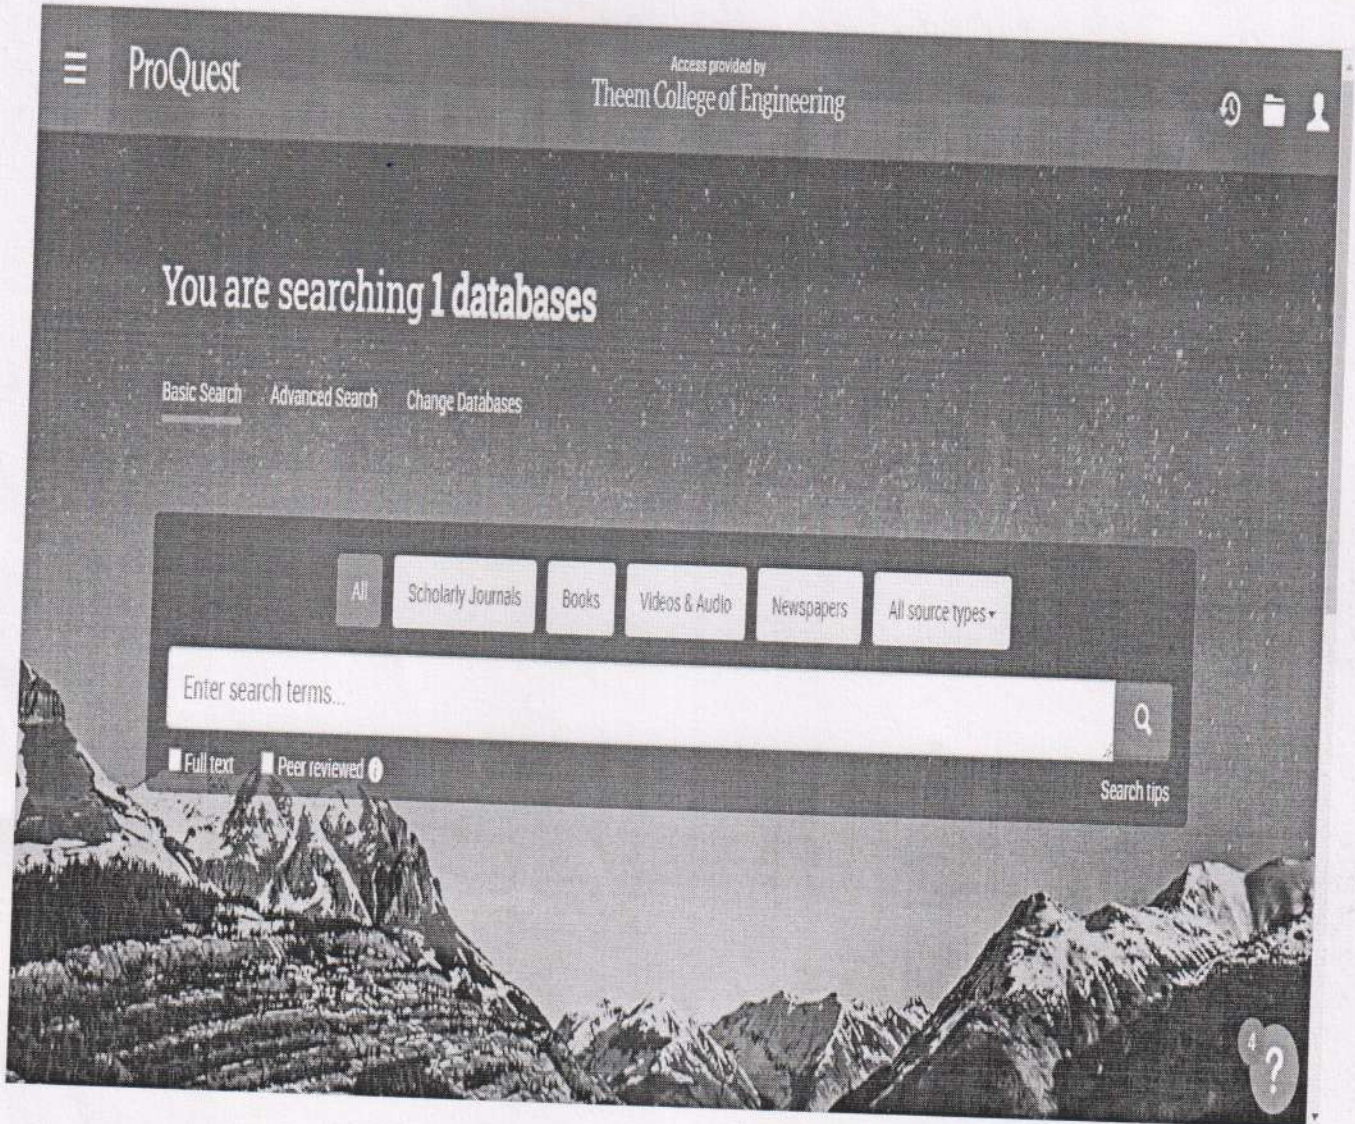 ProQuest
Access provided by
Theem College of Engineering
You are searching 1 databases
Basic Search Advanced Search Change Databases
All Scholarly Journals Books Videos & Audio Newspapers All source types
Enter search terms...
Full text Peer reviewed
Search tips
4 ?